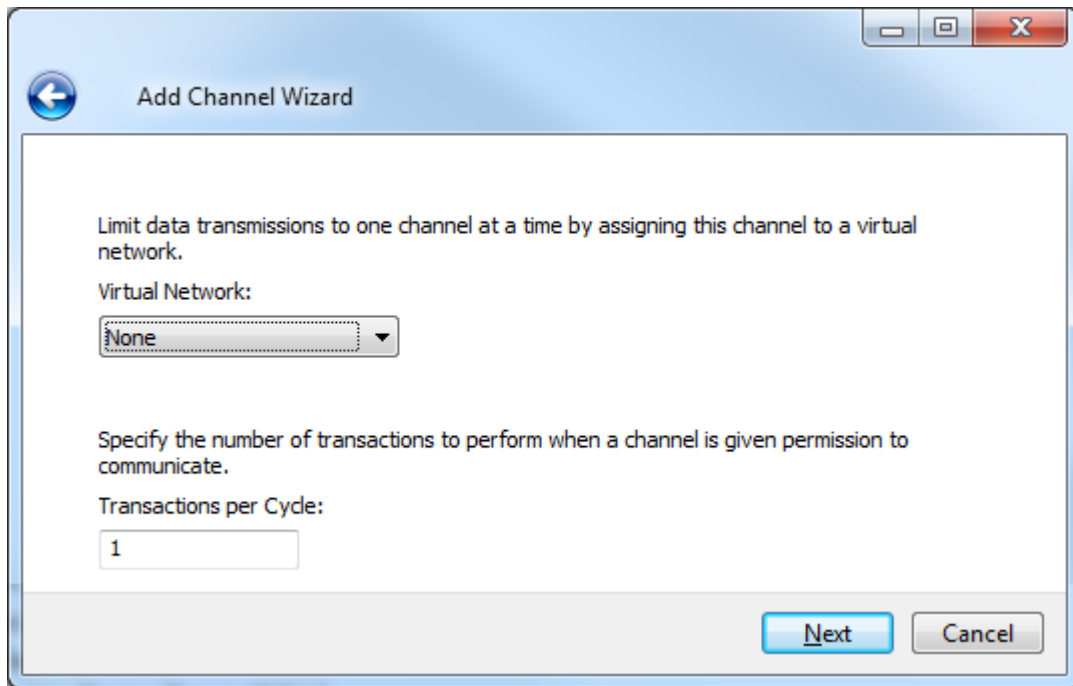 Add Channel Wizard
Limit data transmissions to one channel at a time by assigning this channel to a virtual
network.
Virtual Network:
None
Specify the number of transactions to perform when a channel is given permission to
communicate.
Transactions per Cycle:
1
Next
Cancel